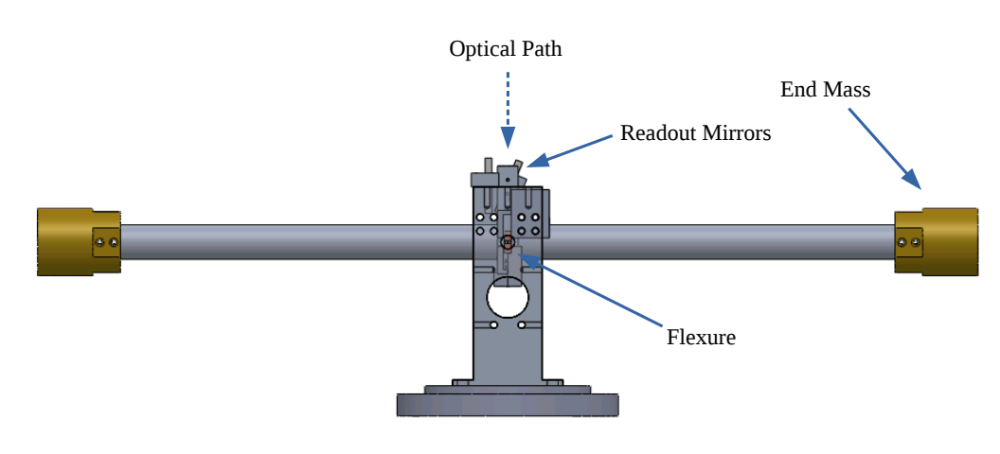 Optical Path
End Mass
Readout Mirrors
Flexure